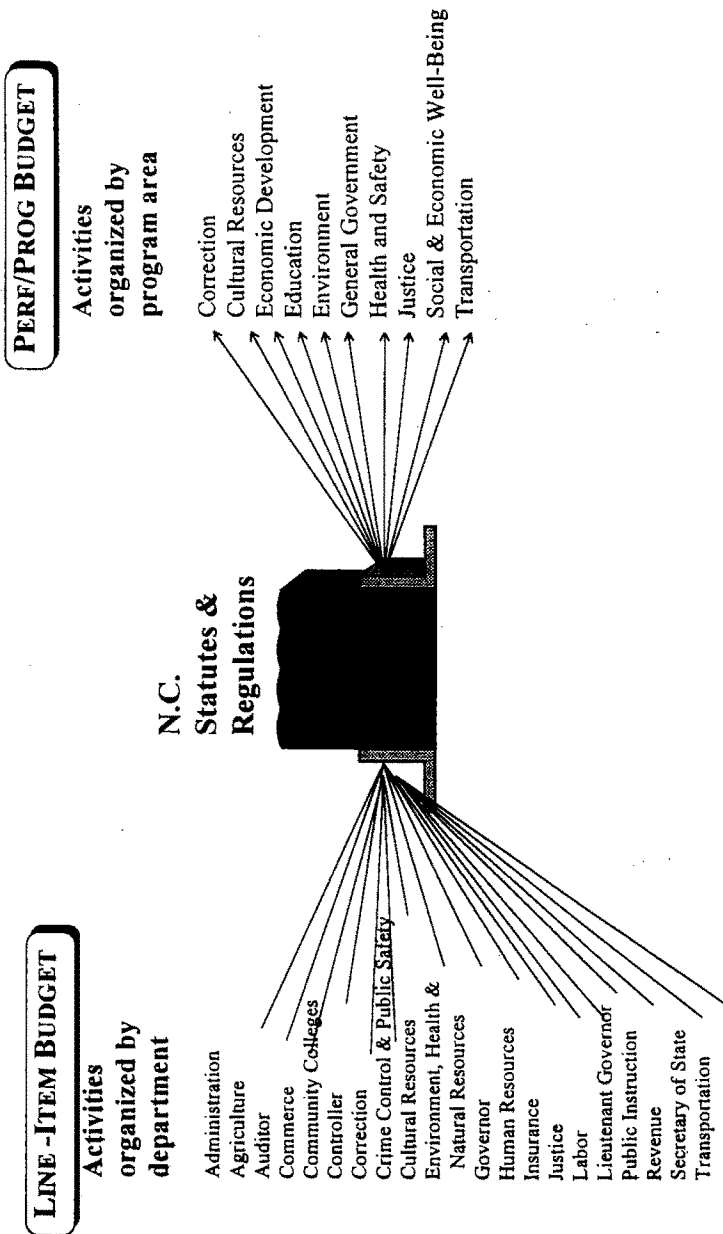 LINE -ITEM BUDGET
Activities
organized by
department
Administration
Agriculture
Auditor
Commerce
Community Colleges
Controller
Correction
Crime Control & Public Safety
Cultural Resources
Environment, Health &
Natural Resources
Governor
Human Resources
Insurance
Justice
Labor
Lieutenant Governor
Public Instruction
Revenue
Secretary of State
Transportation
N.C.
Statutes &
Regulations
PERF/PROG BUDGET
Activities
organized by
program area
Correction
Cultural Resources
Economic Development
Education
Environment
General Government
Health and Safety
Justice
Social & Economic Well-Being
Transportation